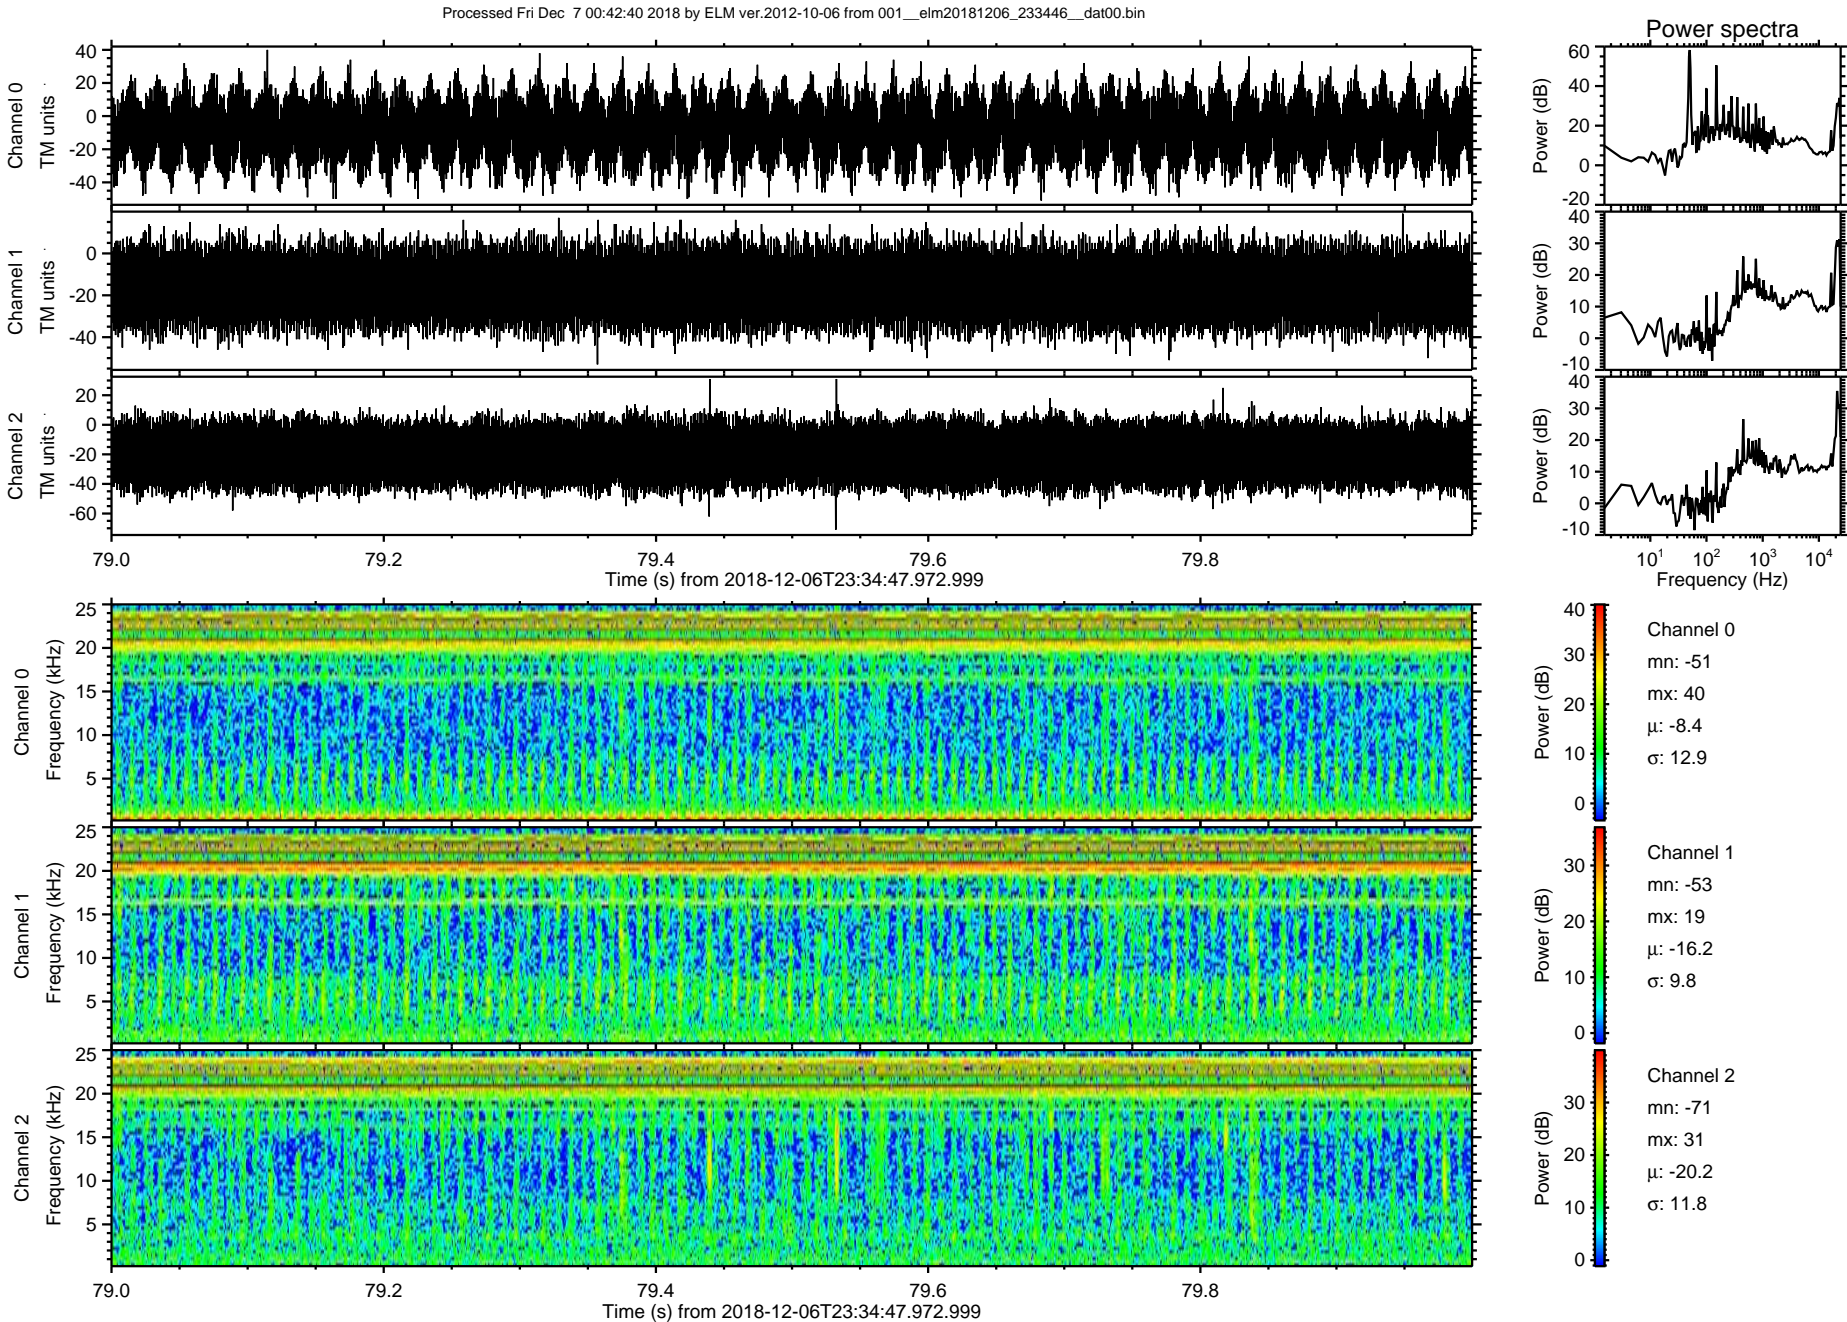 Processed Fri Dec 7 00:42:40 2018 by ELM ver.2012-10-06 from 001__elm20181206_233446__dat00.bin
Power spectra
Channel 0
TM units
40
20
0
-20
-40
Power (dB)
60
40
20
0
-20
Channel 1
TM units
0
-20
-40
Power (dB)
40
30
20
10
0
-10
Channel 2
TM units
20
0
-20
-40
-60
Power (dB)
40
30
20
10
0
-10
79.0 79.2 79.4 79.6 79.8
Time (s) from 2018-12-06T23:34:47.972.999
10^1 10^2 10^3 10^4
Frequency (Hz)
Channel 0
Frequency (kHz)
25
20
15
10
5
Power (dB)
40
30
20
10
0
Channel 0
mn: -51
mx: 40
μ: -8.4
σ: 12.9
Channel 1
Frequency (kHz)
25
20
15
10
5
Power (dB)
30
20
10
0
Channel 1
mn: -53
mx: 19
μ: -16.2
σ: 9.8
Channel 2
Frequency (kHz)
25
20
15
10
5
Power (dB)
30
20
10
0
Channel 2
mn: -71
mx: 31
μ: -20.2
σ: 11.8
79.0 79.2 79.4 79.6 79.8
Time (s) from 2018-12-06T23:34:47.972.999